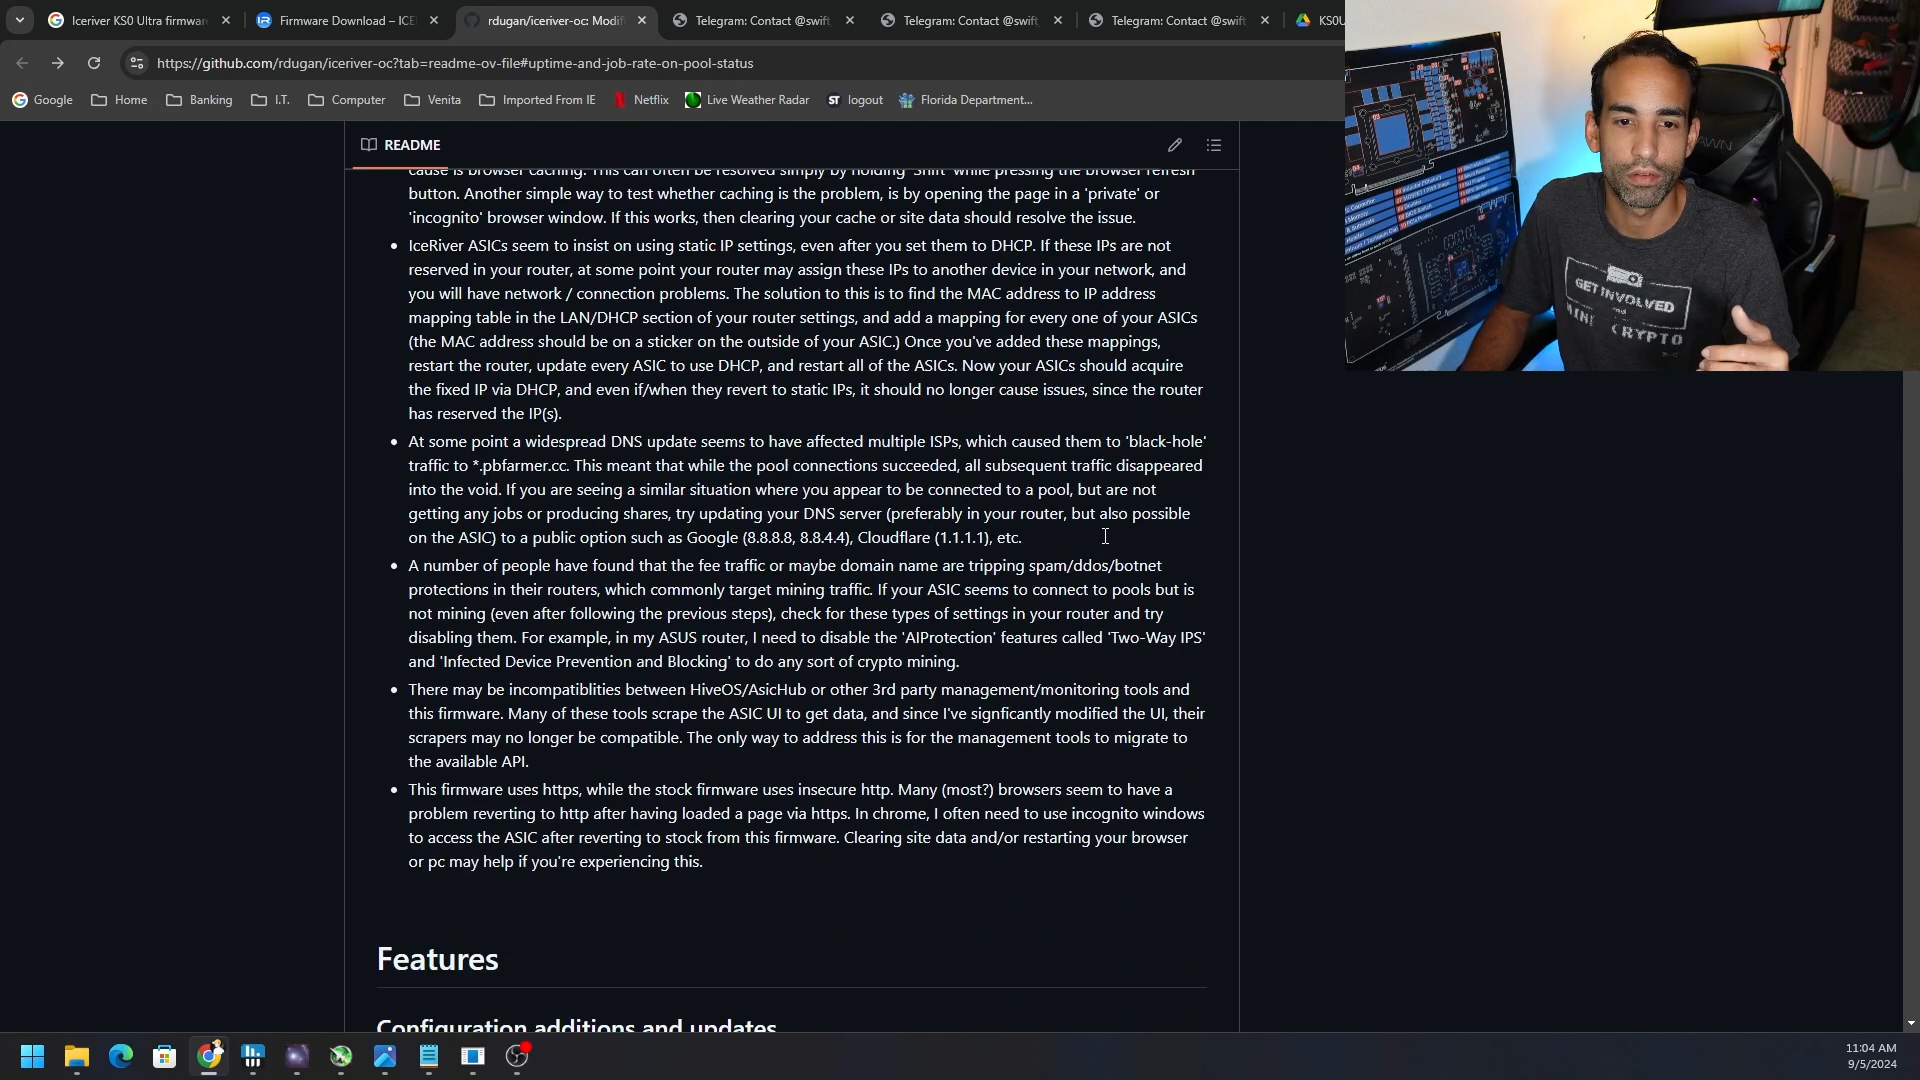 Iceriver KS0 Ultra firmwar
Firmware Download – ICE
rdugan/iceriver-oc: Modif
Telegram: Contact @swift
Telegram: Contact @swift
Telegram: Contact @swift
KS0U
https://github.com/rdugan/iceriver-oc?tab=readme-ov-file#uptime-and-job-rate-on-pool-status
Google
Home
Banking
I.T.
Computer
Venita
Imported From IE
Netflix
Live Weather Radar
ST logout
Florida Department...
README
cause is browser caching. This can often be resolved simply by holding 'Shift' while pressing the browser refresh
button. Another simple way to test whether caching is the problem, is by opening the page in a 'private' or
'incognito' browser window. If this works, then clearing your cache or site data should resolve the issue.
IceRiver ASICs seem to insist on using static IP settings, even after you set them to DHCP. If these IPs are not
reserved in your router, at some point your router may assign these IPs to another device in your network, and
you will have network / connection problems. The solution to this is to find the MAC address to IP address
mapping table in the LAN/DHCP section of your router settings, and add a mapping for every one of your ASICs
(the MAC address should be on a sticker on the outside of your ASIC.) Once you've added these mappings,
restart the router, update every ASIC to use DHCP, and restart all of the ASICs. Now your ASICs should acquire
the fixed IP via DHCP, and even if/when they revert to static IPs, it should no longer cause issues, since the router
has reserved the IP(s).
At some point a widespread DNS update seems to have affected multiple ISPs, which caused them to 'black-hole'
traffic to *.pbfarmer.cc. This meant that while the pool connections succeeded, all subsequent traffic disappeared
into the void. If you are seeing a similar situation where you appear to be connected to a pool, but are not
getting any jobs or producing shares, try updating your DNS server (preferably in your router, but also possible
on the ASIC) to a public option such as Google (8.8.8.8, 8.8.4.4), Cloudflare (1.1.1.1), etc.
A number of people have found that the fee traffic or maybe domain name are tripping spam/ddos/botnet
protections in their routers, which commonly target mining traffic. If your ASIC seems to connect to pools but is
not mining (even after following the previous steps), check for these types of settings in your router and try
disabling them. For example, in my ASUS router, I need to disable the 'AIProtection' features called 'Two-Way IPS'
and 'Infected Device Prevention and Blocking' to do any sort of crypto mining.
There may be incompatiblities between HiveOS/AsicHub or other 3rd party management/monitoring tools and
this firmware. Many of these tools scrape the ASIC UI to get data, and since I've signficantly modified the UI, their
scrapers may no longer be compatible. The only way to address this is for the management tools to migrate to
the available API.
This firmware uses https, while the stock firmware uses insecure http. Many (most?) browsers seem to have a
problem reverting to http after having loaded a page via https. In chrome, I often need to use incognito windows
to access the ASIC after reverting to stock from this firmware. Clearing site data and/or restarting your browser
or pc may help if you're experiencing this.
Features
Configuration additions and updates
GET INVOLVED
MINE CRYPTO
11:04 AM
9/5/2024